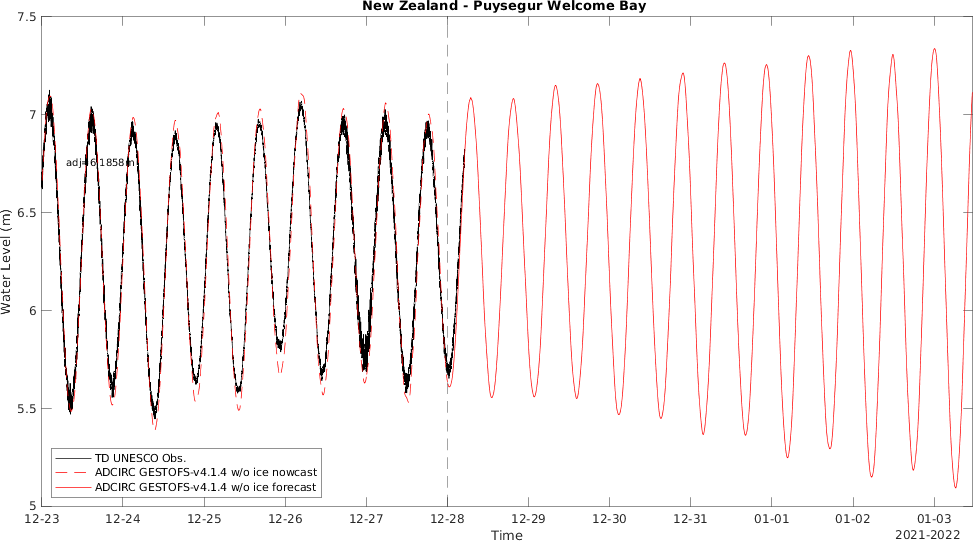 New Zealand - Puysegur Welcome Bay
7.5
7
6.5
6
5.5
5
Water Level (m)
adj=6.1858m
TD UNESCO Obs.
ADCIRC GESTOFS-v4.1.4 w/o ice nowcast
ADCIRC GESTOFS-v4.1.4 w/o ice forecast
12-23 12-24 12-25 12-26 12-27 12-28 12-29 12-30 12-31 01-01 01-02 01-03
Time
2021-2022